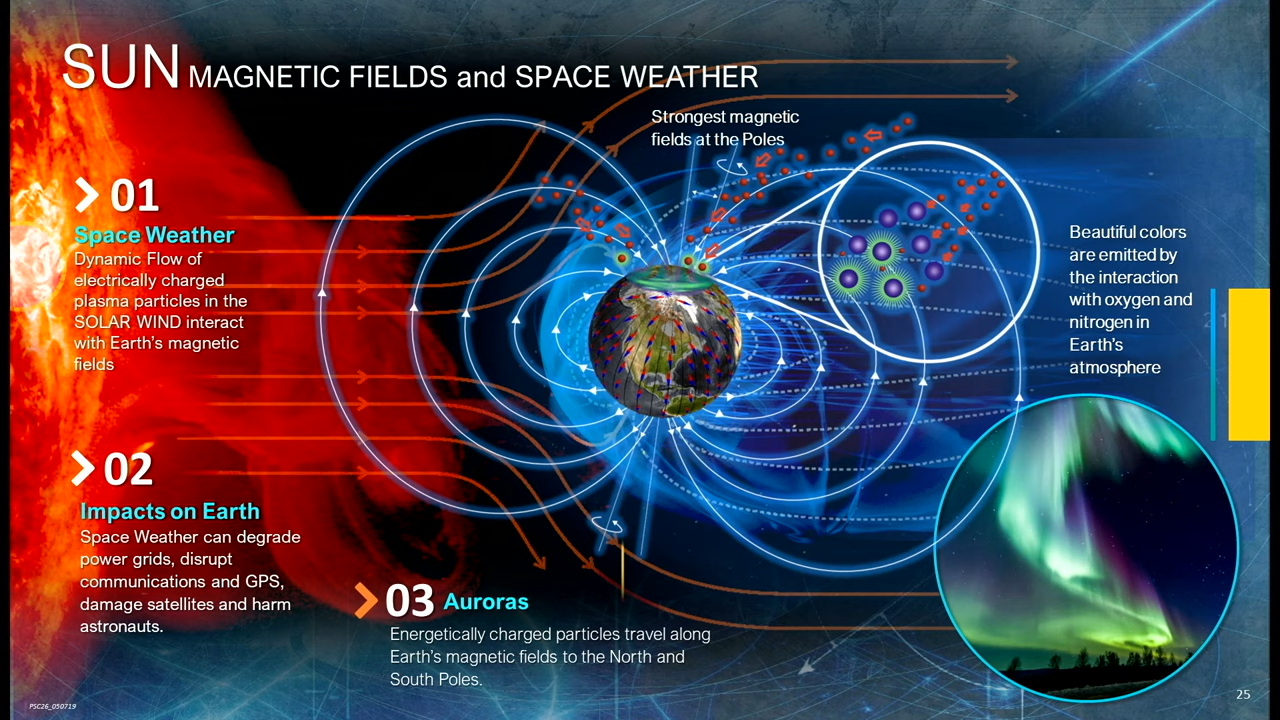 SUN MAGNETIC FIELDS and SPACE WEATHER
Strongest magnetic
fields at the Poles
01
Space Weather
Dynamic Flow of
electrically charged
plasma particles in the
SOLAR WIND interact
with Earth's magnetic
fields
Beautiful colors
are emitted by
the interaction
with oxygen and
nitrogen in
Earth's
atmosphere
02
Impacts on Earth
Space Weather can degrade
power grids, disrupt
communications and GPS,
damage satellites and harm
astronauts.
03 Auroras
Energetically charged particles travel along
Earth's magnetic fields to the North and
South Poles.
PSC26_050719
25